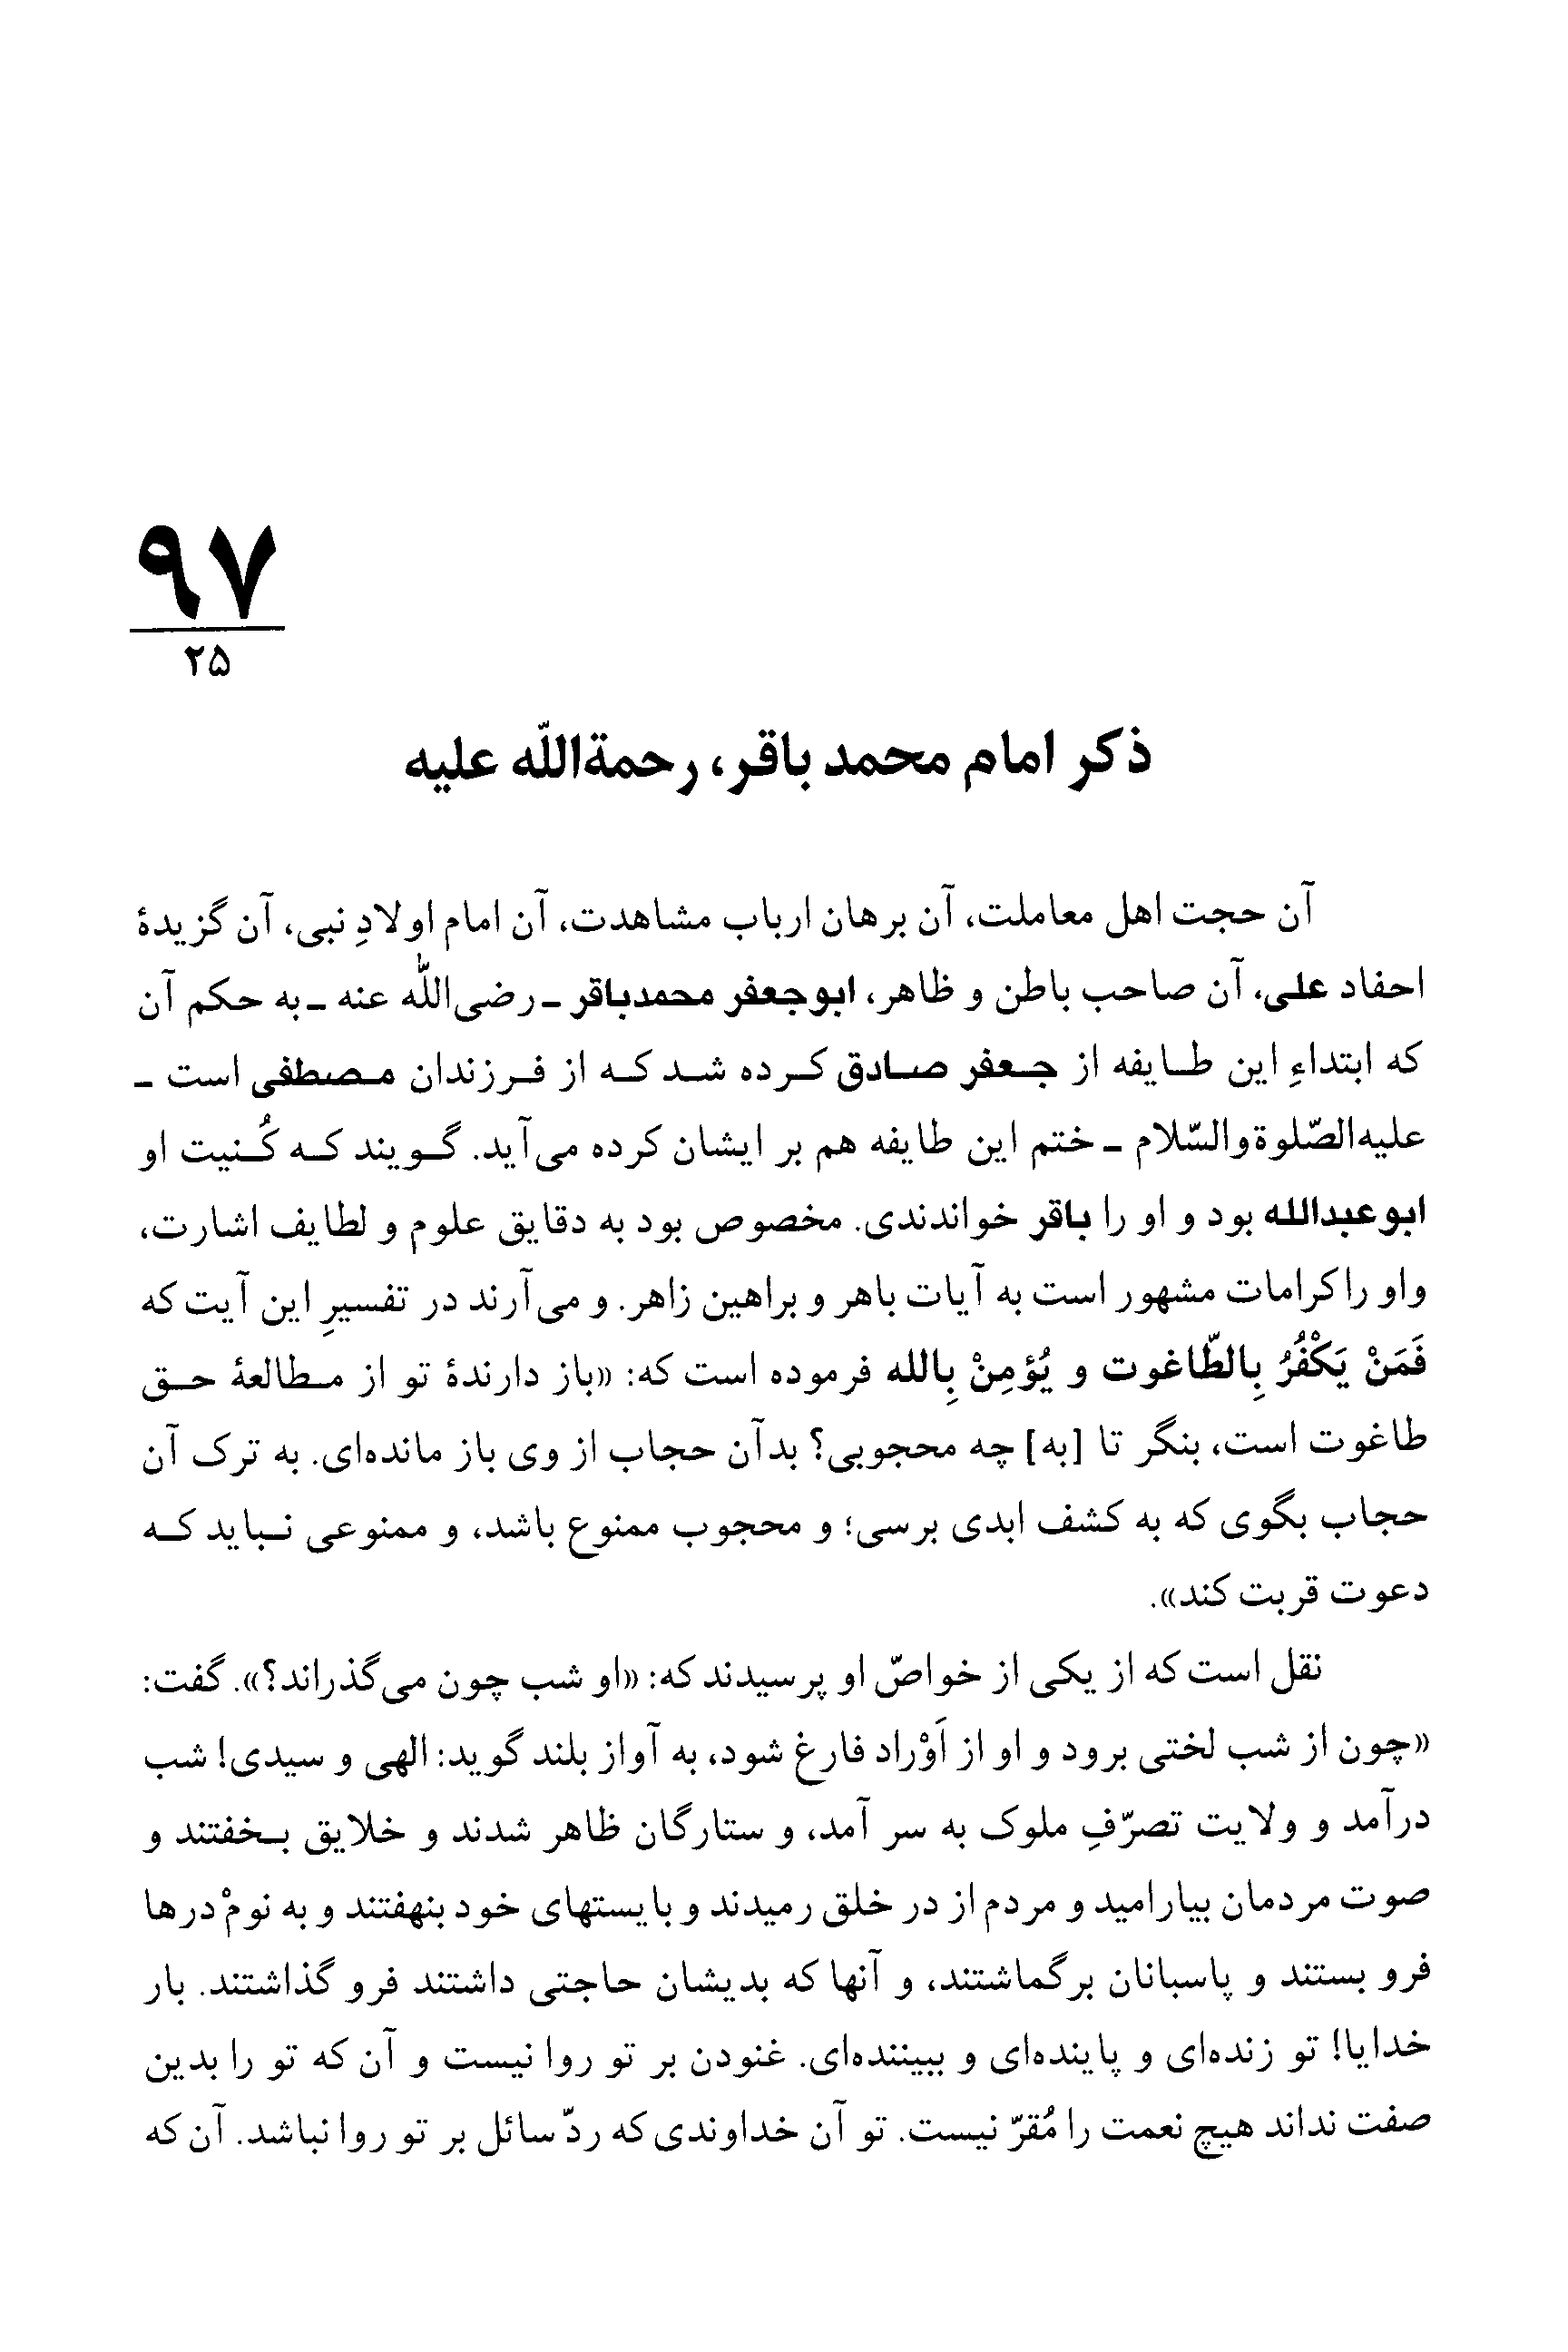 ۹۷
۲۵
ذکر امام محمد باقر، رحمةاللّه علیه
آن حجت اهل معاملت، آن برهان ارباب مشاهدت، آن امام اولادِ نبی، آن گزیدۀ
احفاد علی، آن صاحب باطن و ظاهر، ابوجعفر محمدباقر ـ رضی‌اللّٰه عنه ـ به حکم آن
که ابتداءِ این طایفه از جعفر صادق کرده شد که از فرزندان مصطفی است ـ
علیه‌الصّلوةوالسّلام ـ ختم این طایفه هم بر ایشان کرده می‌آید. گویند که کُنیت او
ابوعبدالله بود و او را باقر خواندندی. مخصوص بود به دقایق علوم و لطایف اشارت،
و او را کرامات مشهور است به آیات باهر و براهین زاهر. و می‌آرند در تفسیرِ این آیت که
فَمَنْ یَکْفُرُ بِالطّاغوت و یُؤمِنْ بِالله فرموده است که: «باز دارندۀ تو از مطالعۀ حق
طاغوت است، بنگر تا [به] چه محجوبی؟ بدآن حجاب از وی باز مانده‌ای. به ترک آن
حجاب بگوی که به کشف ابدی برسی؛ و محجوب ممنوع باشد، و ممنوعی نباید که
دعوت قربت کند».
نقل است که از یکی از خواصّ او پرسیدند که: «او شب چون می‌گذراند؟». گفت:
«چون از شب لختی برود و او از اَوْراد فارغ شود، به آواز بلند گوید: الهی و سیدی! شب
درآمد و ولایت تصرّفِ ملوک به سر آمد، و ستارگان ظاهر شدند و خلایق بخفتند و
صوت مردمان بیارامید و مردم از در خلق رمیدند و بایستهای خود بنهفتند و به نومْ درها
فرو بستند و پاسبانان برگماشتند، و آنها که بدیشان حاجتی داشتند فرو گذاشتند. بار
خدایا! تو زنده‌ای و پاینده‌ای و ببیننده‌ای. غنودن بر تو روا نیست و آن که تو را بدین
صفت نداند هیچ نعمت را مُقرّ نیست. تو آن خداوندی که ردّ سائل بر تو روا نباشد. آن که